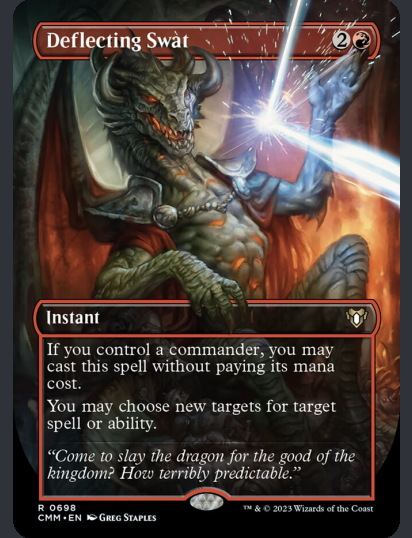 Deflecting Swat 2
Instant
If you control a commander, you may
cast this spell without paying its mana
cost.
You may choose new targets for target
spell or ability.
“Come to slay the dragon for the good of the
kingdom? How terribly predictable.”
R 0698
CMM • EN Greg Staples ™ & © 2023 Wizards of the Coast